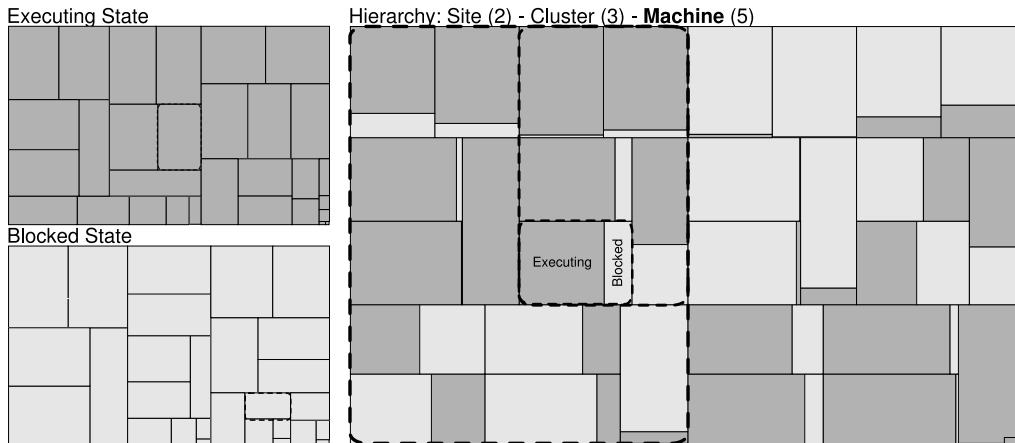 Executing State
Hierarchy: Site (2) - Cluster (3) - Machine (5)
Blocked State
Executing
Blocked